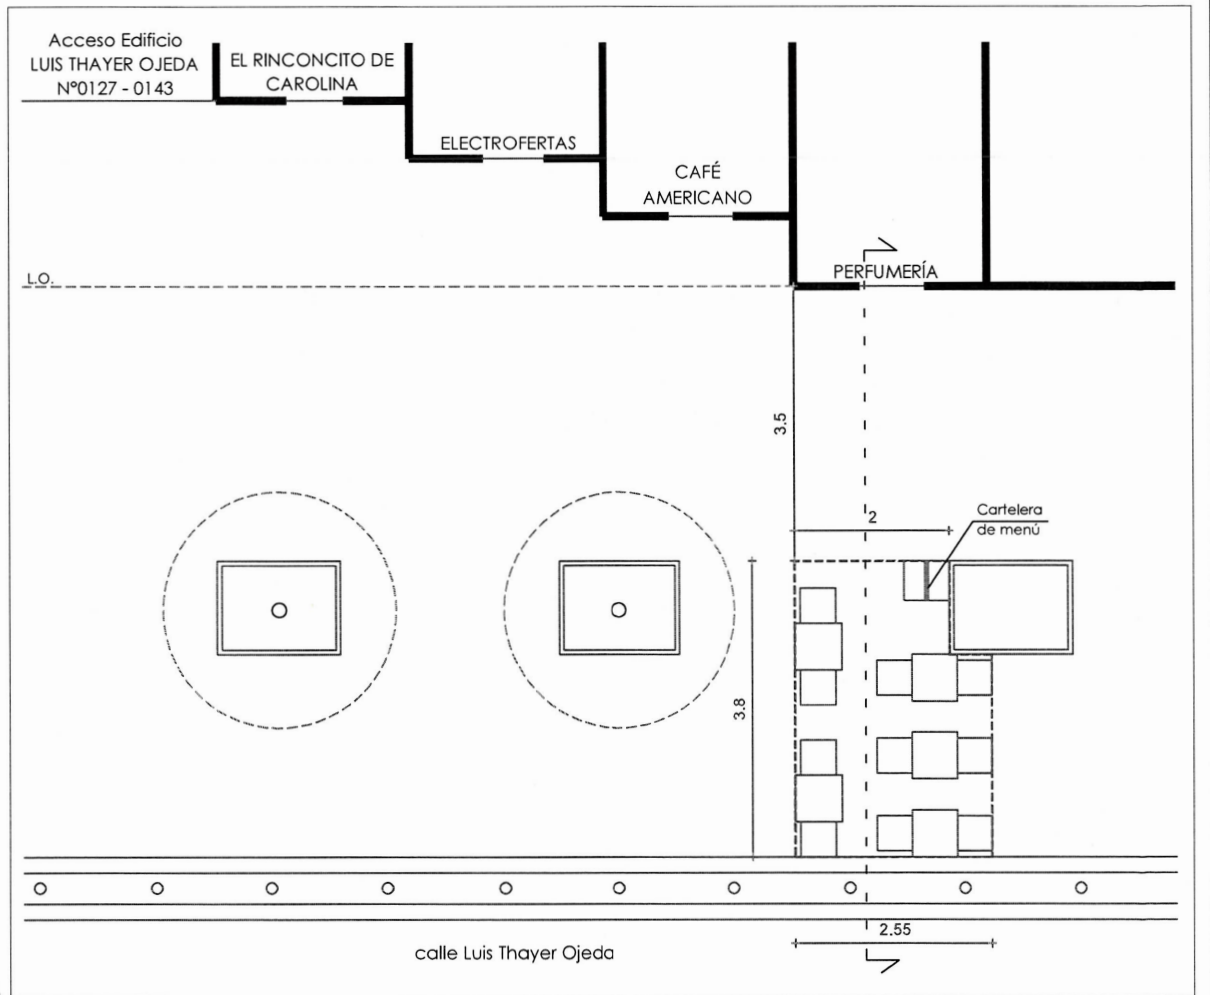 Acceso Edificio
LUIS THAYER OJEDA
Nº0127 - 0143
EL RINCONCITO DE
CAROLINA
ELECTROFERTAS
CAFÉ
AMERICANO
PERFUMERÍA
L.O.
3.5
2
Cartelera
de menú
3.8
2.55
calle Luis Thayer Ojeda